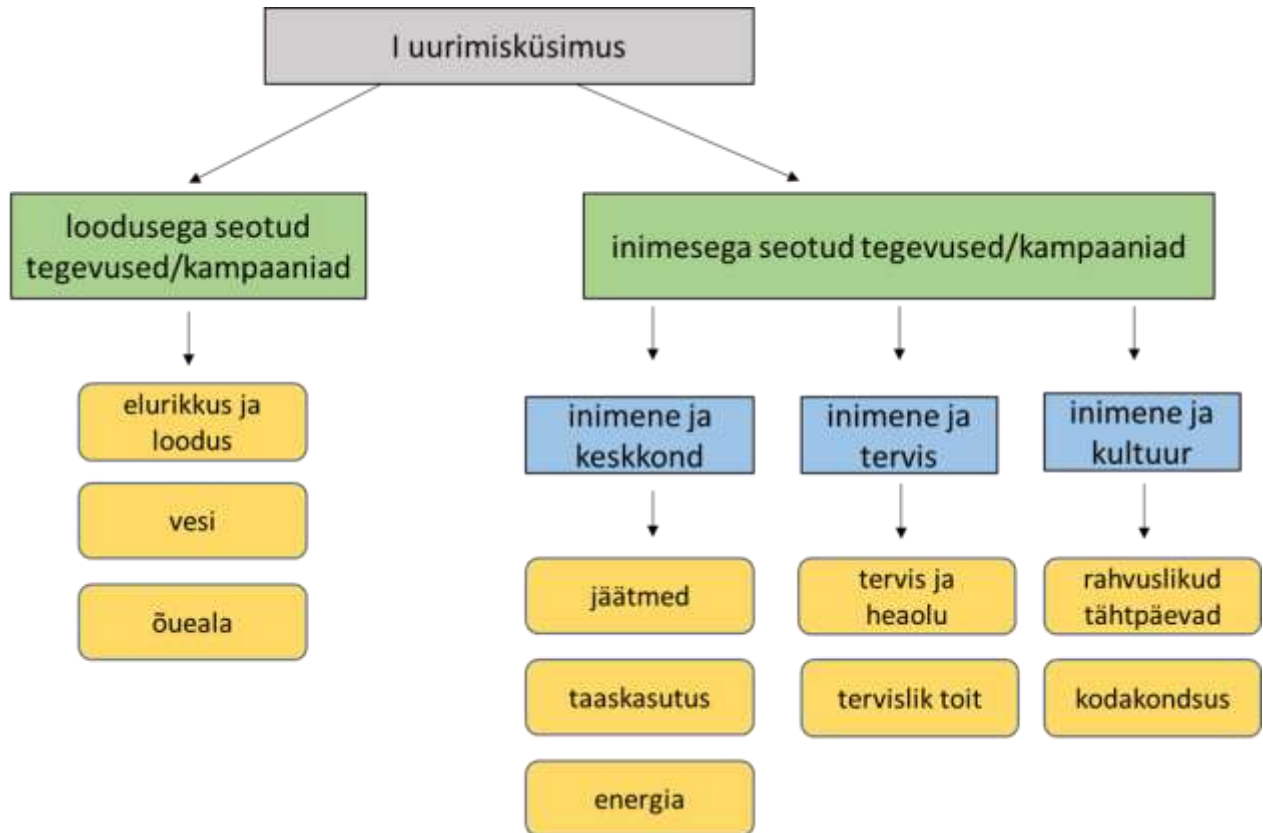 I uurimisküsimus
loodusega seotud
tegevused/kampaaniad
inimesega seotud tegevused/kampaaniad
elurikkus ja
loodus
vesi
õueala
inimene ja
keskkond
jäätmed
taaskasutus
energia
inimene ja
tervis
tervis ja
heaolu
tervislik toit
inimene ja
kultuur
rahvuslikud
tähtpäevad
kodakondsus